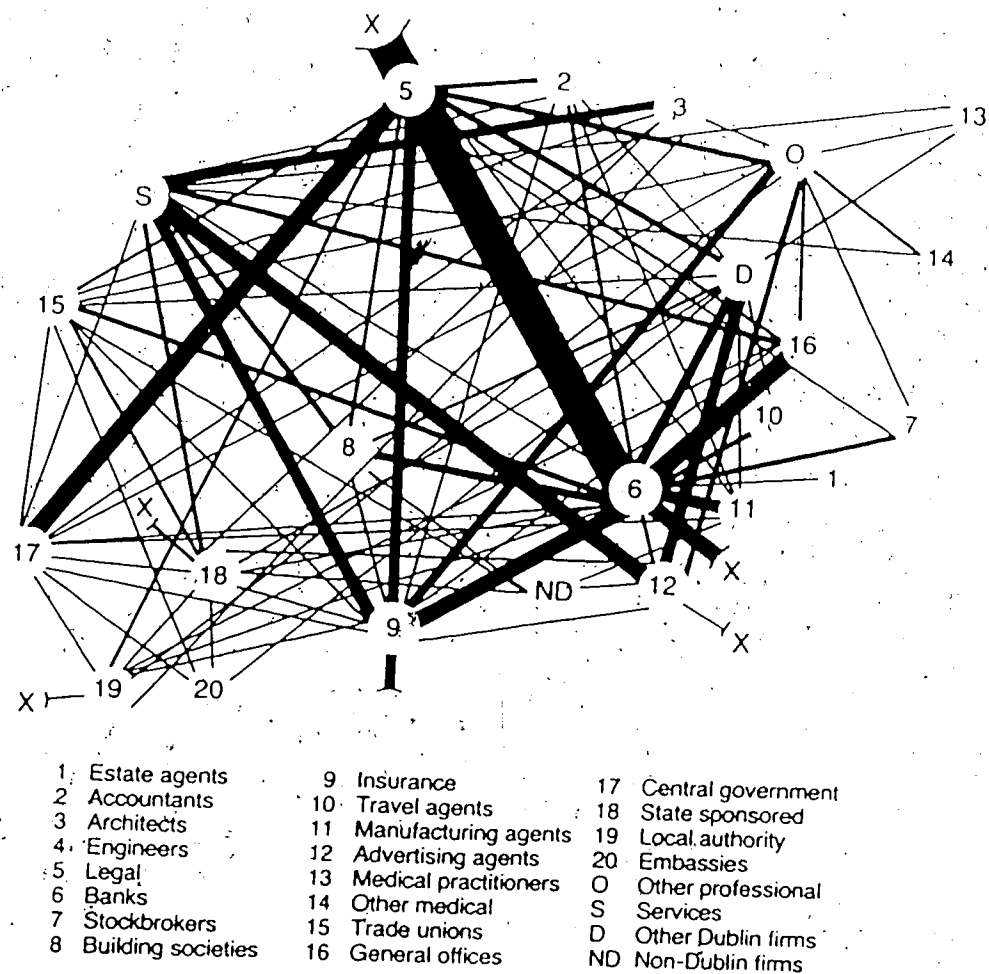 X
5
2
3
13
O
S
D
14
15
16
10
7
8
6
1
X
11
17
X
18
ND
12
9
X
19
20
X
1 Estate agents
2 Accountants
3 Architects
4 Engineers
5 Legal
6 Banks
7 Stockbrokers
8 Building societies
9 Insurance
10 Travel agents
11 Manufacturing agents
12 Advertising agents
13 Medical practitioners
14 Other medical
15 Trade unions
16 General offices
17 Central government
18 State sponsored
19 Local authority
20 Embassies
O Other professional
S Services
D Other Dublin firms
ND Non-Dublin firms